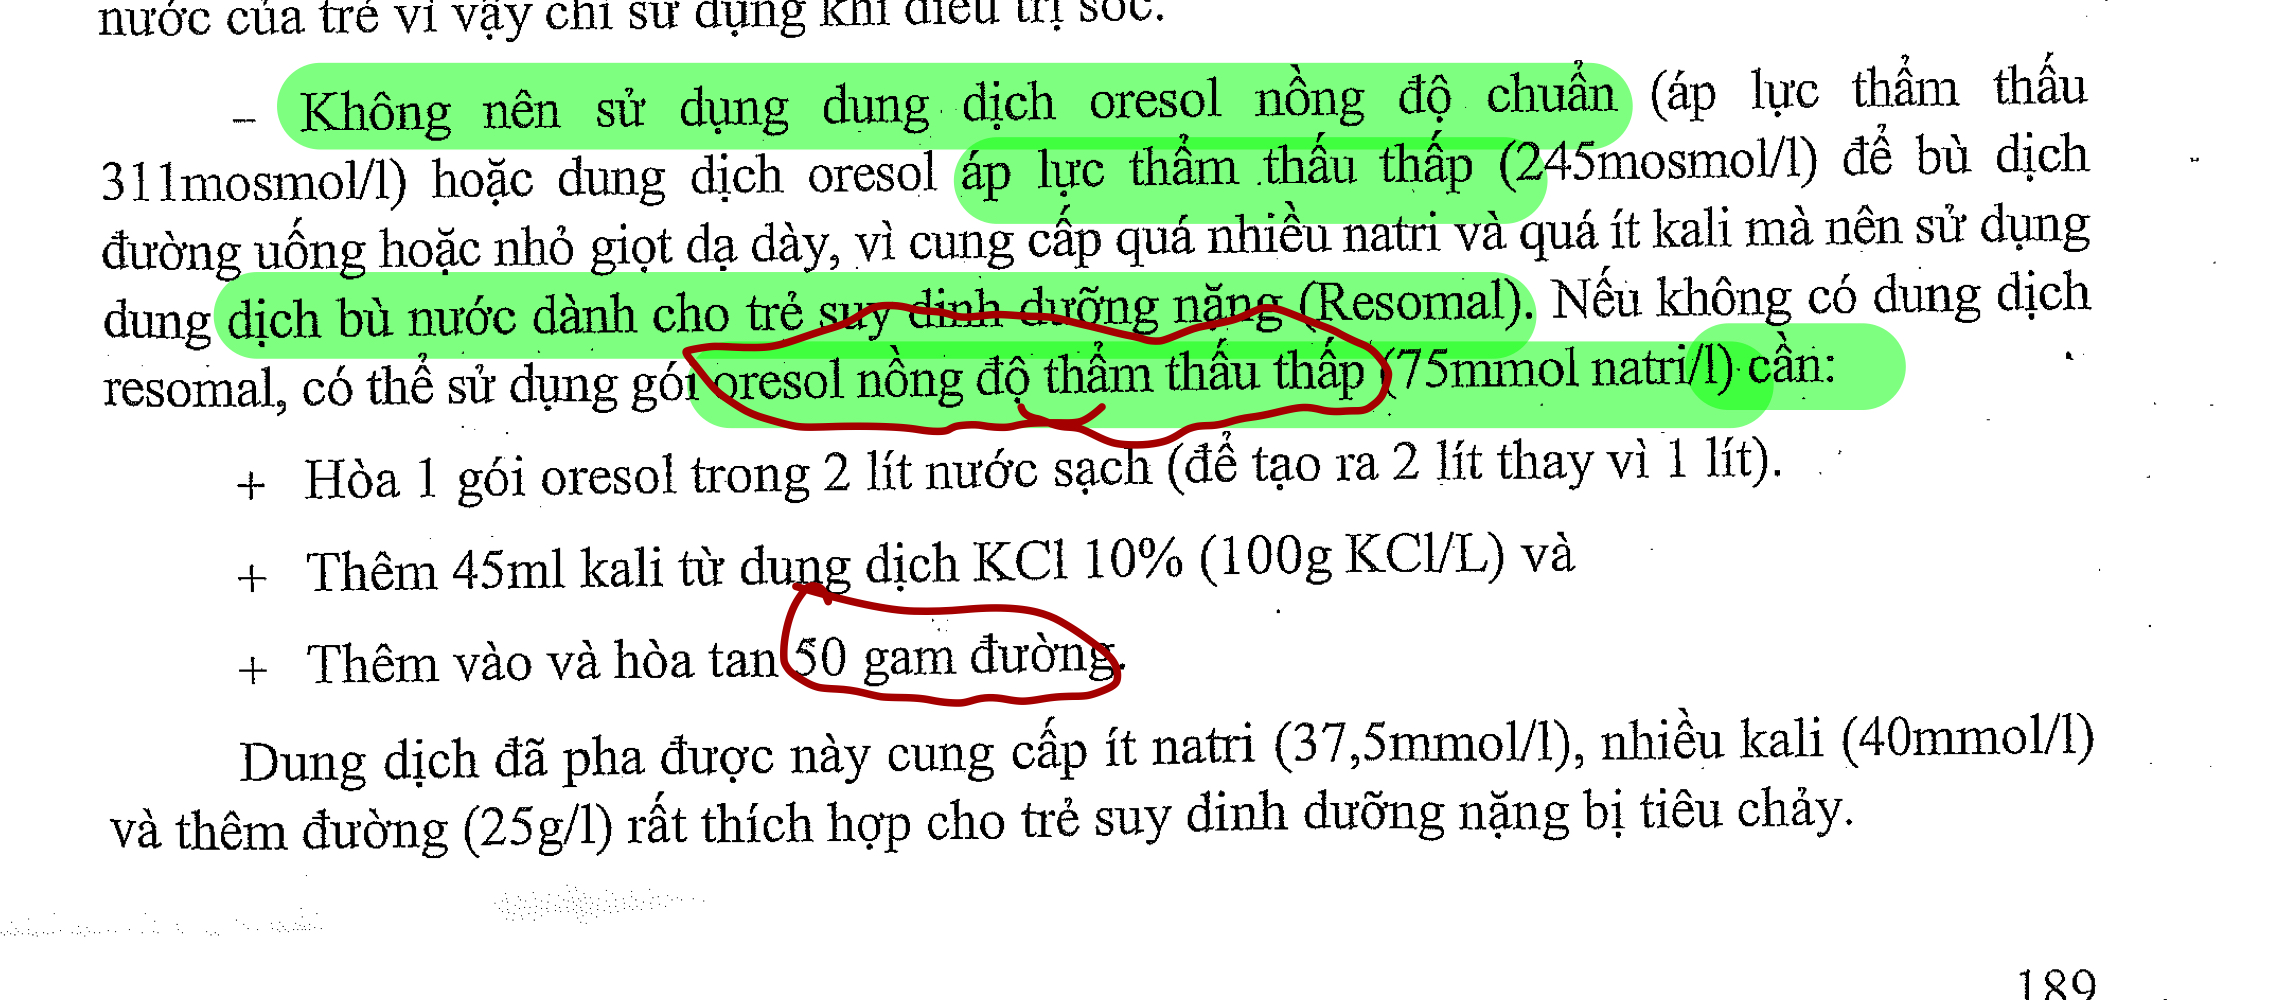 nước của trẻ vì vậy chỉ sử dụng khi điều trị sốc.
– Không nên sử dụng dung dịch oresol nồng độ chuẩn (áp lực thẩm thấu
311mosmol/l) hoặc dung dịch oresol áp lực thẩm thấu thấp (245mosmol/l) để bù dịch
đường uống hoặc nhỏ giọt dạ dày, vì cung cấp quá nhiều natri và quá ít kali mà nên sử dụng
dung dịch bù nước dành cho trẻ suy dinh dưỡng nặng (Resomal). Nếu không có dung dịch
resomal, có thể sử dụng gói oresol nồng độ thẩm thấu thấp (75mmol natri/l) cần:
+ Hòa 1 gói oresol trong 2 lít nước sạch (để tạo ra 2 lít thay vì 1 lít).
+ Thêm 45ml kali từ dung dịch KCl 10% (100g KCl/L) và
+ Thêm vào và hòa tan 50 gam đường.
Dung dịch đã pha được này cung cấp ít natri (37,5mmol/l), nhiều kali (40mmol/l)
và thêm đường (25g/l) rất thích hợp cho trẻ suy dinh dưỡng nặng bị tiêu chảy.
189